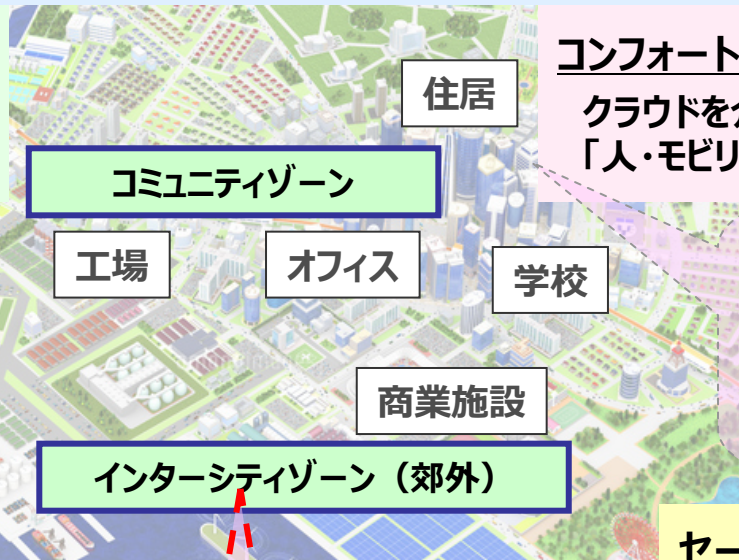 コンフォート
クラウドを
「人・モビリ
住居
コミュニティゾーン
工場
オフィス
学校
商業施設
インターシティゾーン（郊外）
セー